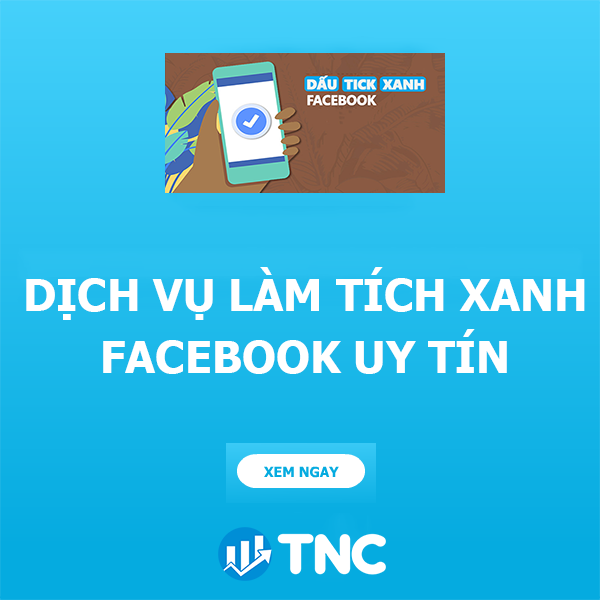 DẤU TICK XANH
FACEBOOK
DỊCH VỤ LÀM TÍCH XANH
FACEBOOK UY TÍN
XEM NGAY
TNC